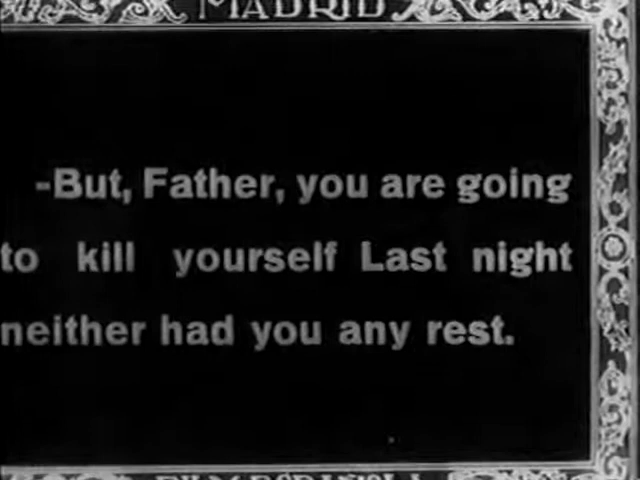 MADRID
-But, Father, you are going
to kill yourself Last night
neither had you any rest.